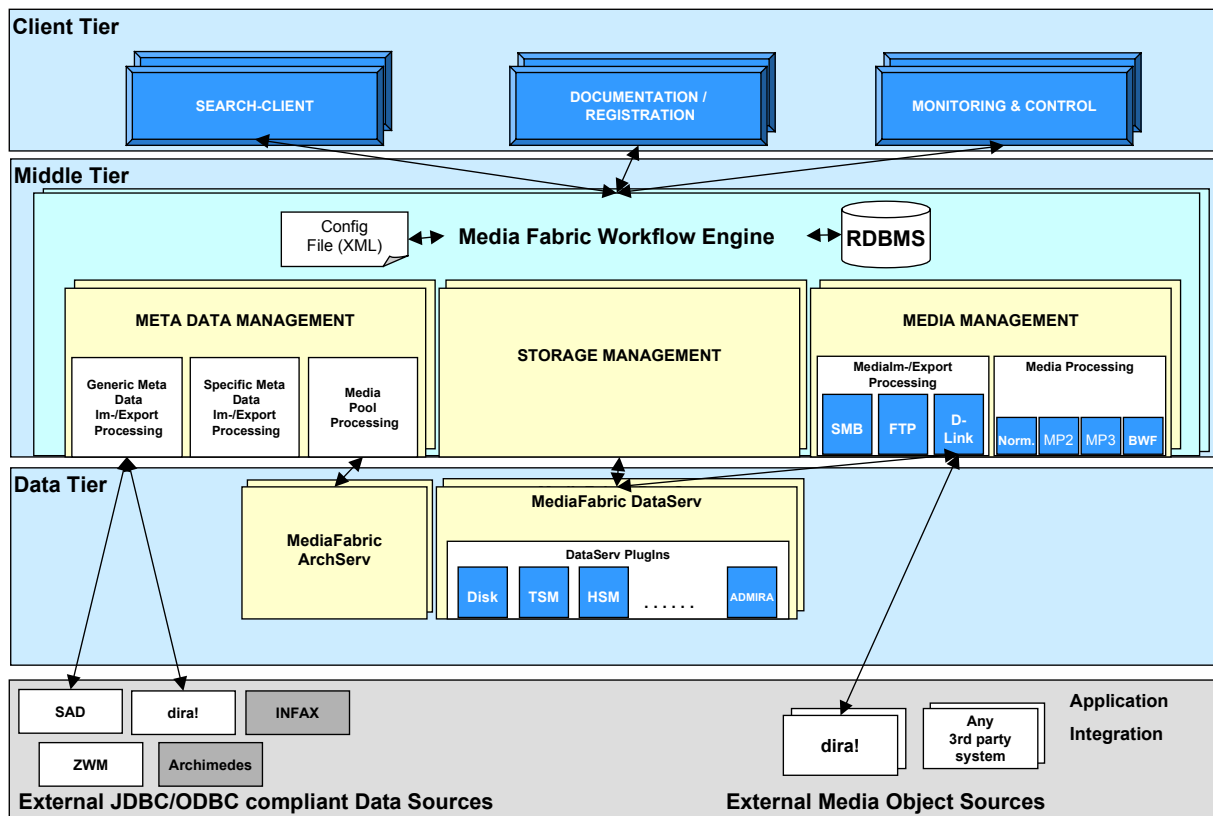 Client Tier
SEARCH-CLIENT
DOCUMENTATION /
REGISTRATION
MONITORING & CONTROL
Middle Tier
Config
File (XML)
Media Fabric Workflow Engine
RDBMS
META DATA MANAGEMENT
Generic Meta
Data
Im-/Export
Processing
Specific Meta
Data
Im-/Export
Processing
Media
Pool
Processing
STORAGE MANAGEMENT
MEDIA MANAGEMENT
MediaIm-/Export
Processing
SMB
FTP
D-
Link
Media Processing
Norm.
MP2
MP3
BWF
Data Tier
MediaFabric
ArchServ
MediaFabric DataServ
DataServ PlugIns
Disk
TSM
HSM
. . . . . .
ADMIRA
SAD
dira!
INFAX
ZWM
Archimedes
External JDBC/ODBC compliant Data Sources
dira!
Any
3rd party
system
Application
Integration
External Media Object Sources